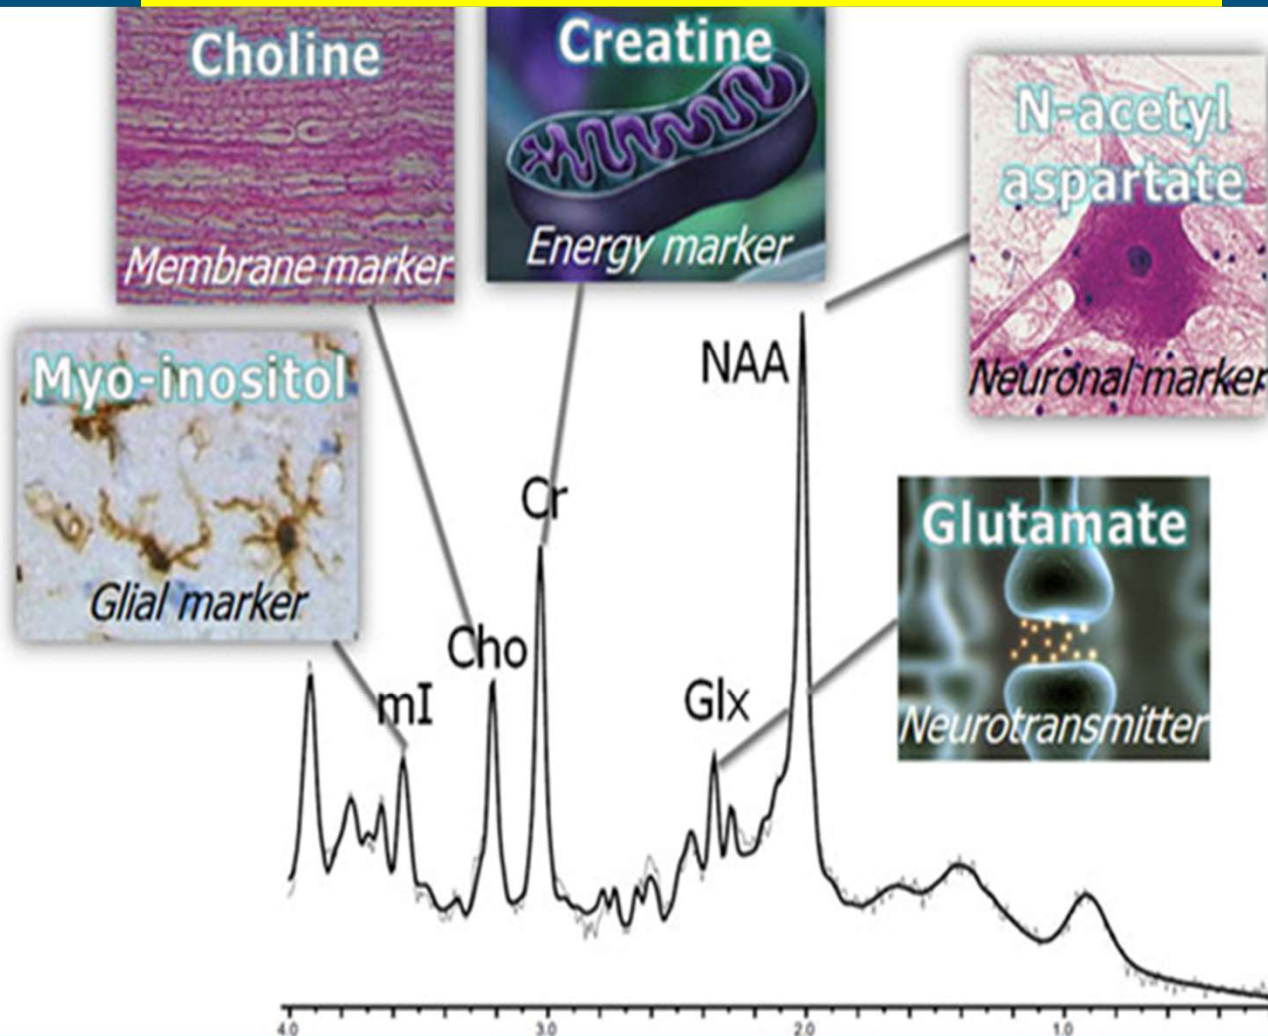 Choline
Membrane marker
Creatine
Energy marker
N-acetyl
aspartate
Neuronal marker
Myo-inositol
Glial marker
NAA
Cr
Glutamate
Neurotransmitter
Cho
mI
Glx
4.0 3.0 2.0 1.0